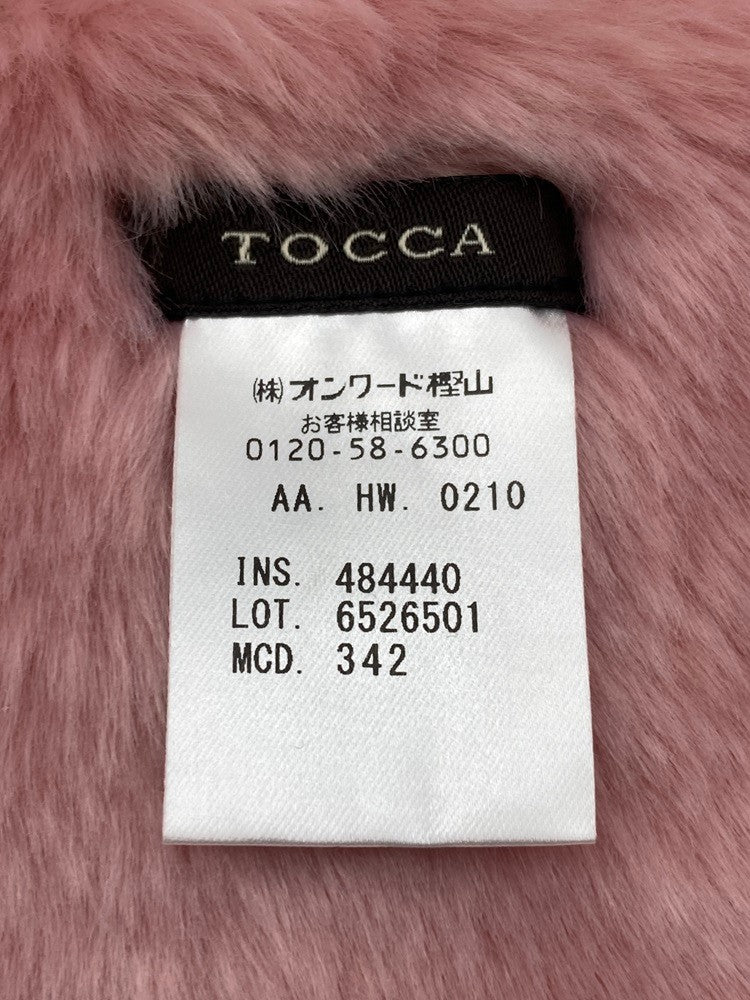 TOCCA
㈱オンワード樫山
お客様相談室
0120-58-6300
AA. HW. 0210
INS. 484440
LOT. 6526501
MCD. 342